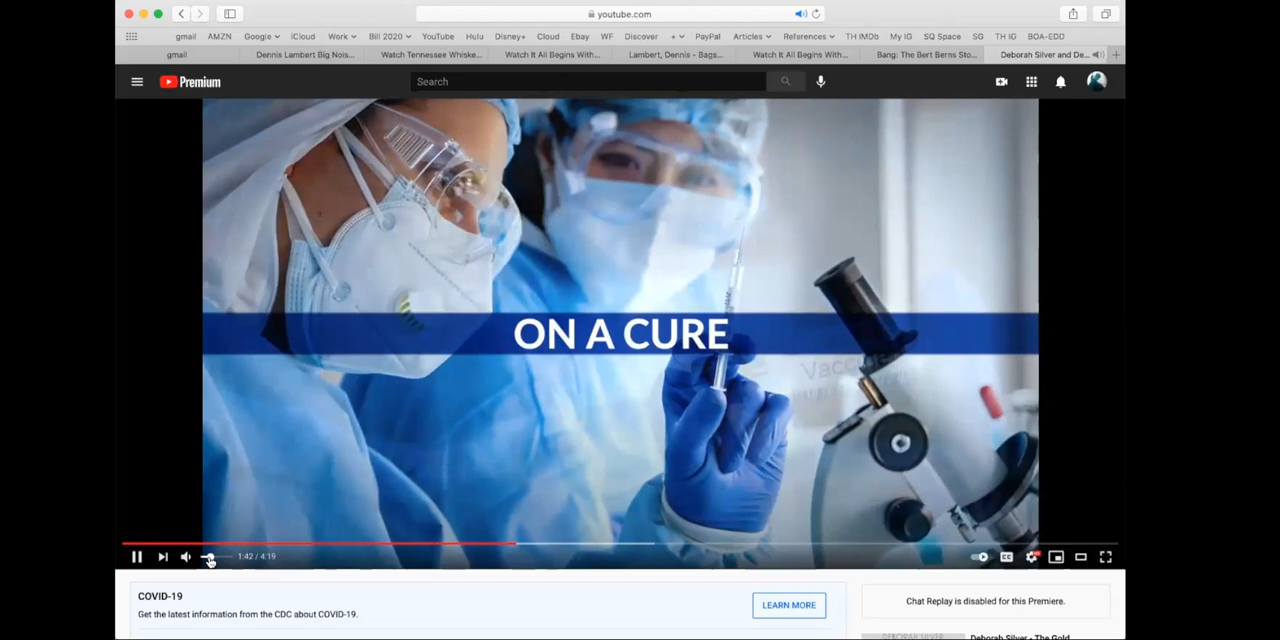 youtube.com
gmail AMZN Google iCloud Work Bill 2020 YouTube Hulu Disney+ Cloud Ebay WF Discover + PayPal Articles References TH IMDb My IG SQ Space SG TH IG BOA-EDD
gmail Dennis Lambert Big Nois... Watch Tennessee Whiske... Watch It All Begins With... Lambert, Dennis - Bags... Watch It All Begins With... Bang: The Bert Berns Sto... Deborah Silver and De...
Premium Search
ON A CURE
1:42 / 4:19
CC
COVID-19
Get the latest information from the CDC about COVID-19.
LEARN MORE
Chat Replay is disabled for this Premiere.
DEBORAH SILVER
Deborah Silver - The Gold